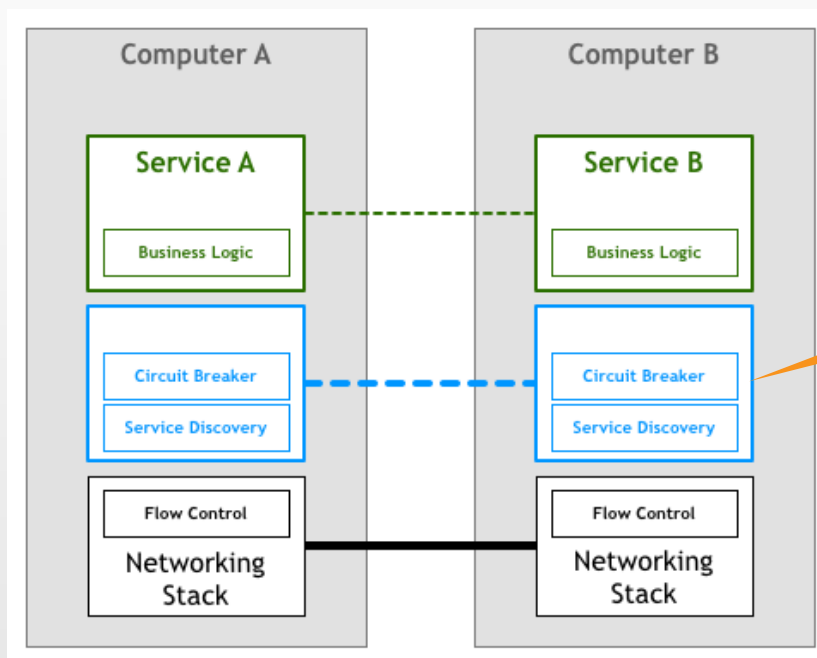 Computer A
Computer B
Service A
Service B
Business Logic
Business Logic
Circuit Breaker
Circuit Breaker
Service Discovery
Service Discovery
Flow Control
Flow Control
Networking
Stack
Networking
Stack